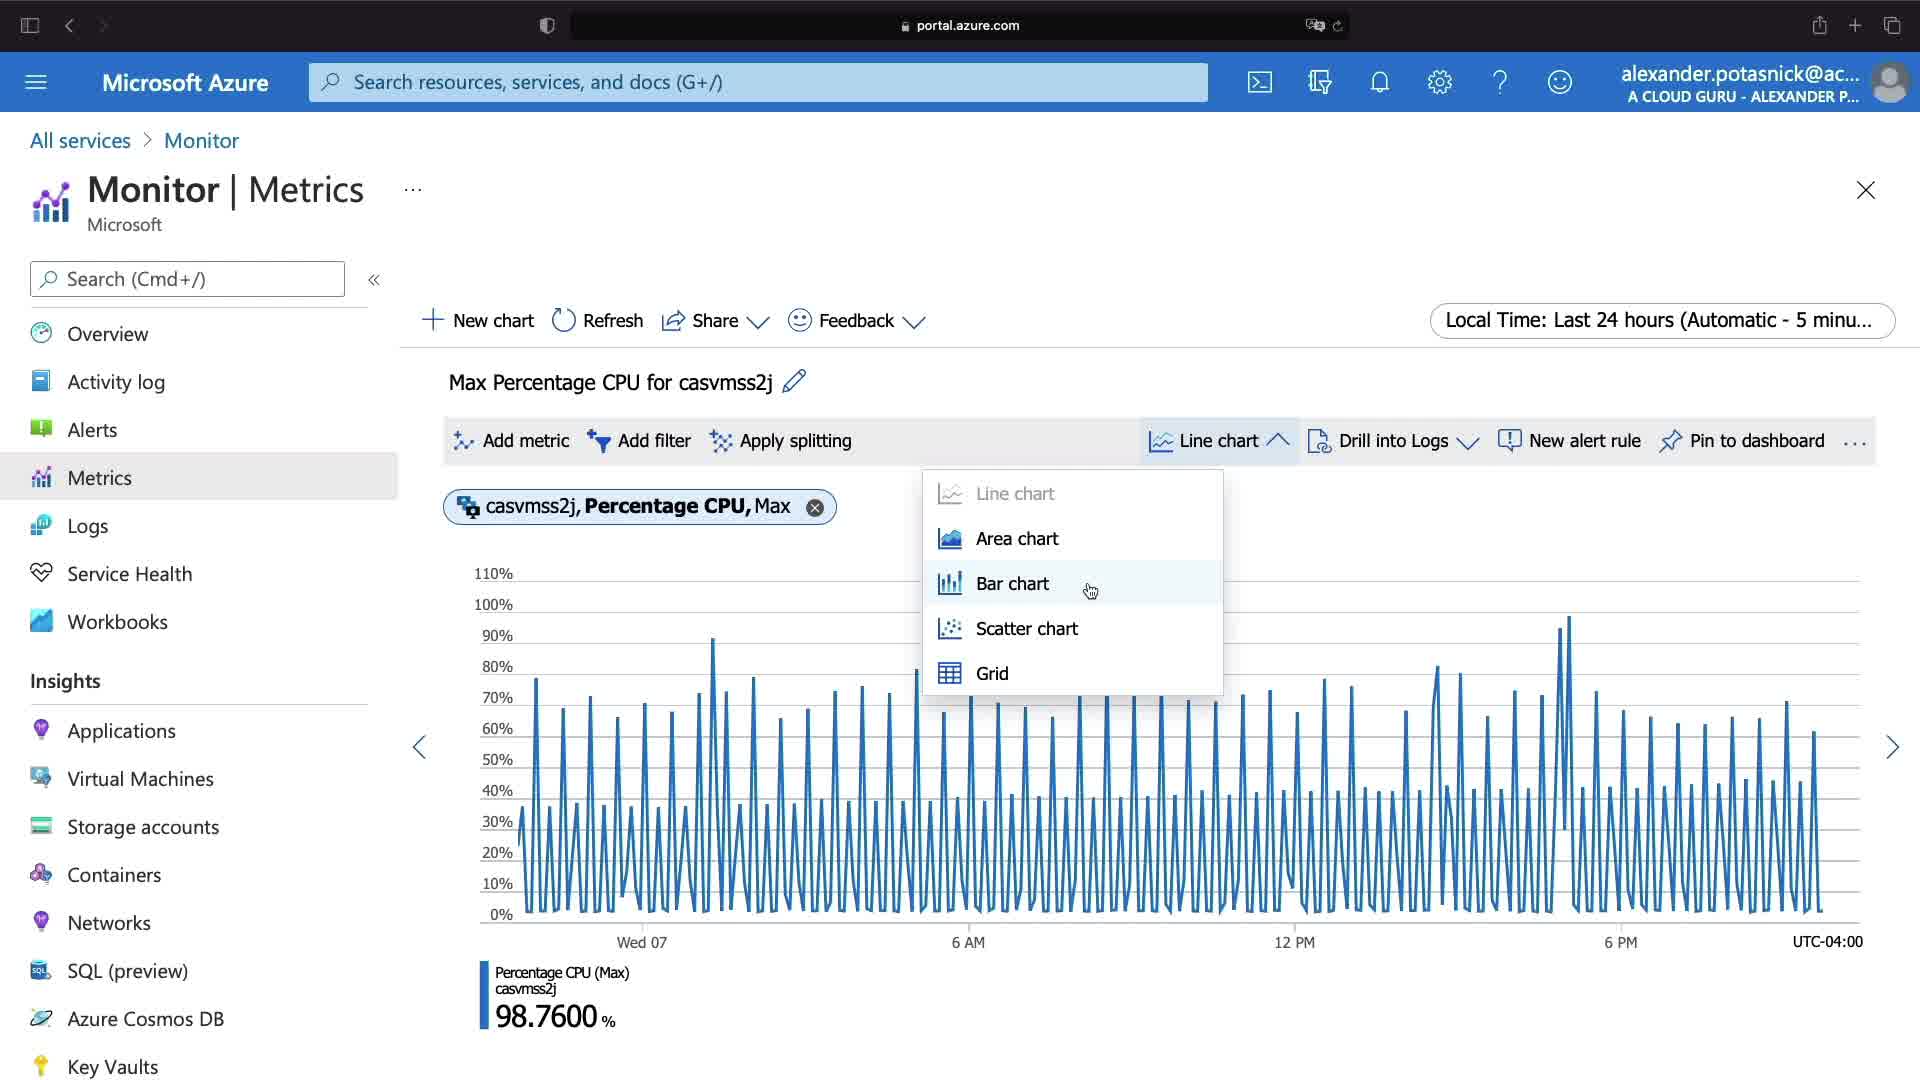 portal.azure.com
Microsoft Azure
Search resources, services, and docs (G+/)
alexander.potasnick@ac...
A CLOUD GURU - ALEXANDER P...
All services > Monitor
Monitor | Metrics ...
Microsoft
Search (Cmd+/)
«
Overview
Activity log
Alerts
Metrics
Logs
Service Health
Workbooks
Insights
Applications
Virtual Machines
Storage accounts
Containers
Networks
SQL (preview)
Azure Cosmos DB
Key Vaults
New chart Refresh Share Feedback
Local Time: Last 24 hours (Automatic - 5 minu...
Max Percentage CPU for casvmss2j
Add metric Add filter Apply splitting Line chart Drill into Logs New alert rule Pin to dashboard ...
casvmss2j, Percentage CPU, Max
Line chart
Area chart
Bar chart
Scatter chart
Grid
110%
100%
90%
80%
70%
60%
50%
40%
30%
20%
10%
0%
Wed 07 6 AM 12 PM 6 PM UTC-04:00
Percentage CPU (Max)
casvmss2j
98.7600 %